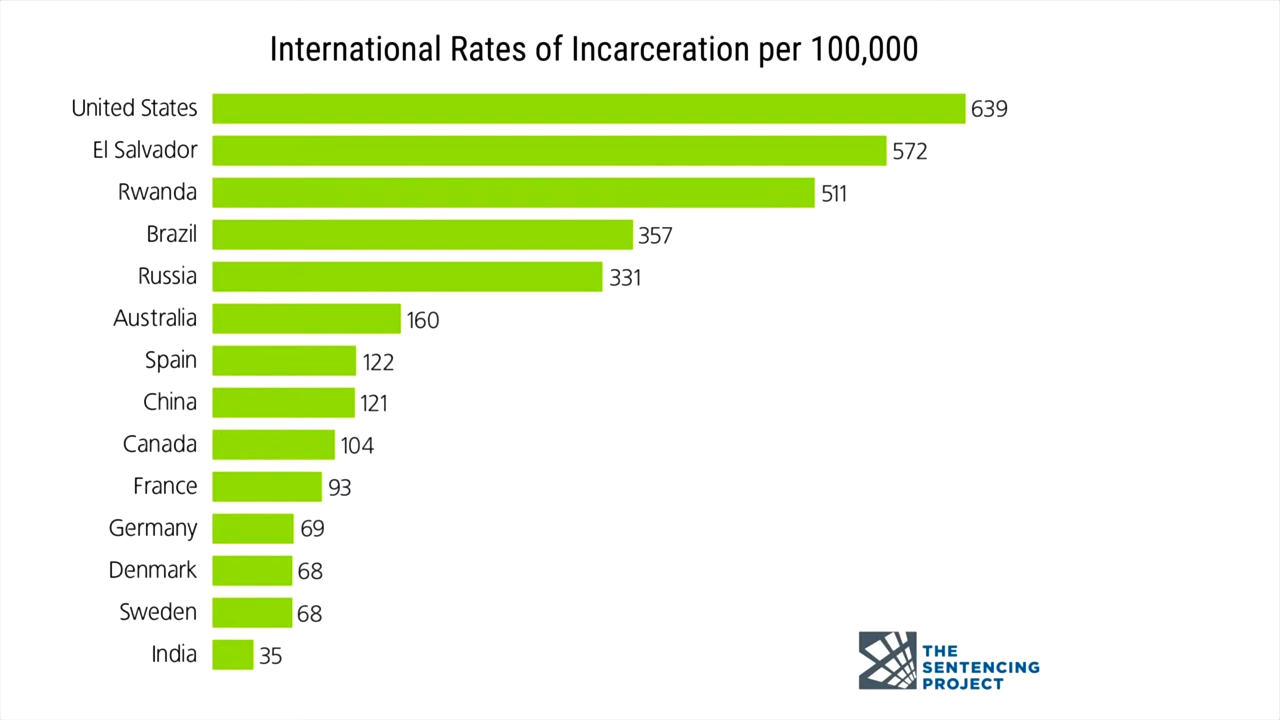 International Rates of Incarceration per 100,000
United States 639
El Salvador 572
Rwanda 511
Brazil 357
Russia 331
Australia 160
Spain 122
China 121
Canada 104
France 93
Germany 69
Denmark 68
Sweden 68
India 35
THE
SENTENCING
PROJECT